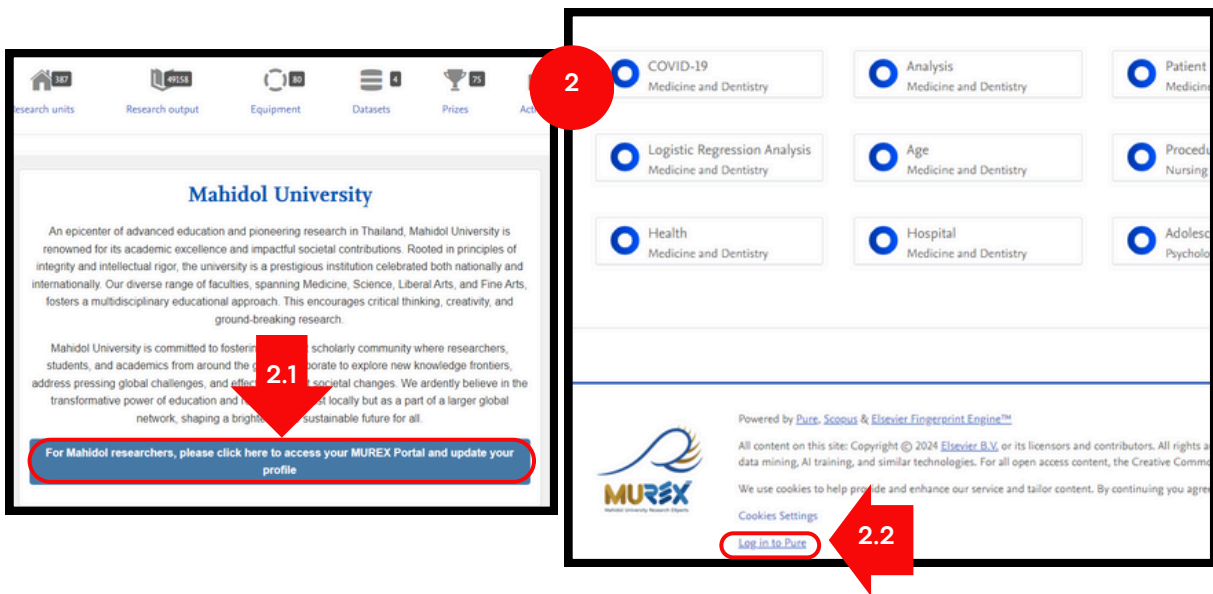 387
49158
80
4
75
Research output
Equipment
Datasets
Prizes
Mahidol University
An epicenter of advanced education and pioneering research in Thailand, Mahidol University is
renowned for its academic excellence and impactful societal contributions. Rooted in principles of
integrity and intellectual rigor, the university is a prestigious institution celebrated both nationally and
internationally. Our diverse range of faculties, spanning Medicine, Science, Liberal Arts, and Fine Arts,
fosters a multidisciplinary educational approach. This encourages critical thinking, creativity, and
ground-breaking research.
Mahidol University is committed to fostering scholarly community where researchers,
students, and academics from around the to explore new knowledge frontiers,
address pressing global challenges, and societal changes. We ardently believe in the
transformative power of education and locally but as a part of a larger global
network, shaping a sustainable future for all.
2.1
For Mahidol researchers, please click here to access your MUREX Portal and update your
profile
2
COVID-19
Medicine and Dentistry
Analysis
Medicine and Dentistry
Patient
Logistic Regression Analysis
Medicine and Dentistry
Age
Medicine and Dentistry
Nursing
Health
Medicine and Dentistry
Hospital
Medicine and Dentistry
MUREX
Mahidol University Research Experts
Powered by Pure, Scopus & Elsevier Fingerprint Engine™
All content on this site: Copyright © 2024 Elsevier B.V. or its licensors and contributors. All rights
data mining, AI training, and similar technologies. For all open access content, the Creative
We use cookies to help provide and enhance our service and tailor content. By continuing you
Cookies Settings
Log in to Pure
2.2